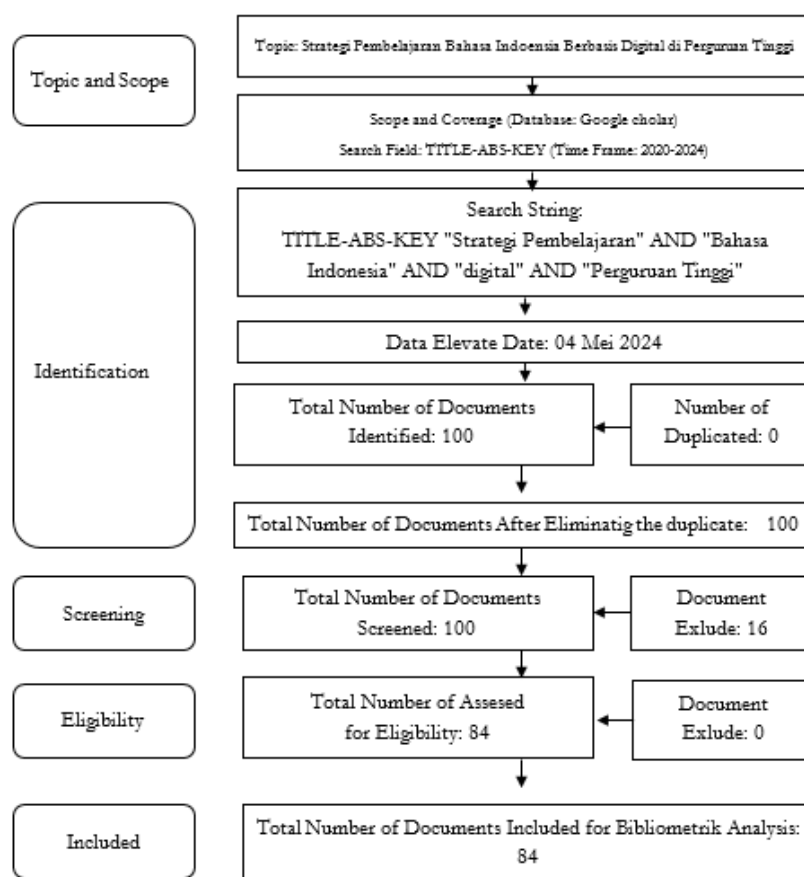 Topic and Scope
Topic: Strategi Pembelajaran Bahasa Indoensia Berbasis Digital di Perguruan Tinggi
Scope and Coverage (Database: Google cholar)
Search Field: TITLE-ABS-KEY (Time Frame: 2020-2024)
Identification
Search String:
TITLE-ABS-KEY "Strategi Pembelajaran" AND "Bahasa
Indonesia" AND "digital" AND "Perguruan Tinggi"
Data Elevate Date: 04 Mei 2024
Total Number of Documents
Identified: 100
Number of
Duplicated: 0
Total Number of Documents After Eliminatig the duplicate: 100
Screening
Total Number of Documents
Screened: 100
Document
Exlude: 16
Eligibility
Total Number of Assesed
for Eligibility: 84
Document
Exlude: 0
Included
Total Number of Documents Included for Bibliometrik Analysis:
84